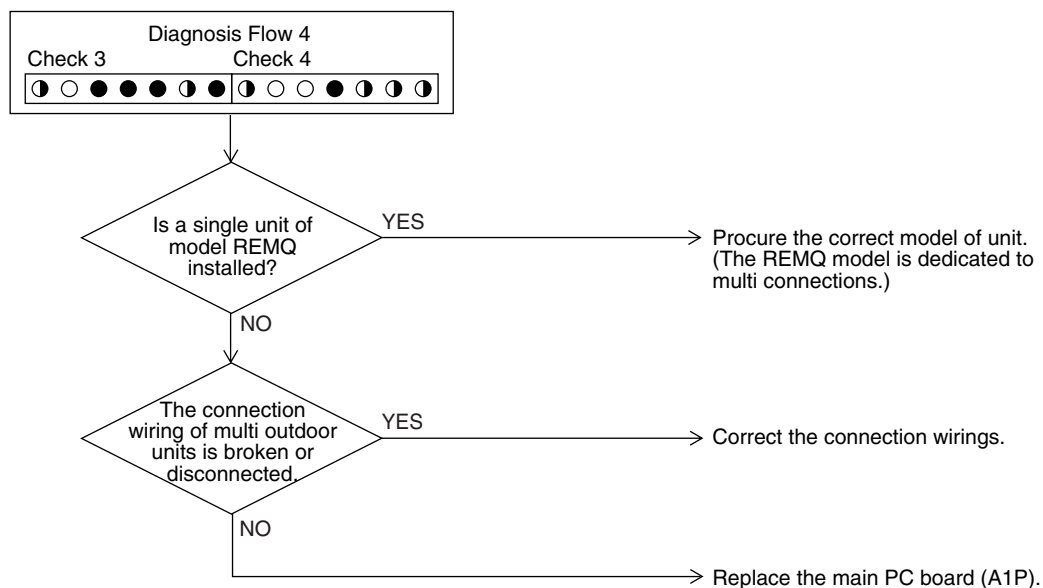 Diagnosis Flow 4
Check 3
Check 4
Is a single unit of
model REMQ
installed?
YES
Procure the correct model of unit.
(The REMQ model is dedicated to
multi connections.)
NO
The connection
wiring of multi outdoor
units is broken or
disconnected.
YES
Correct the connection wirings.
NO
Replace the main PC board (A1P).